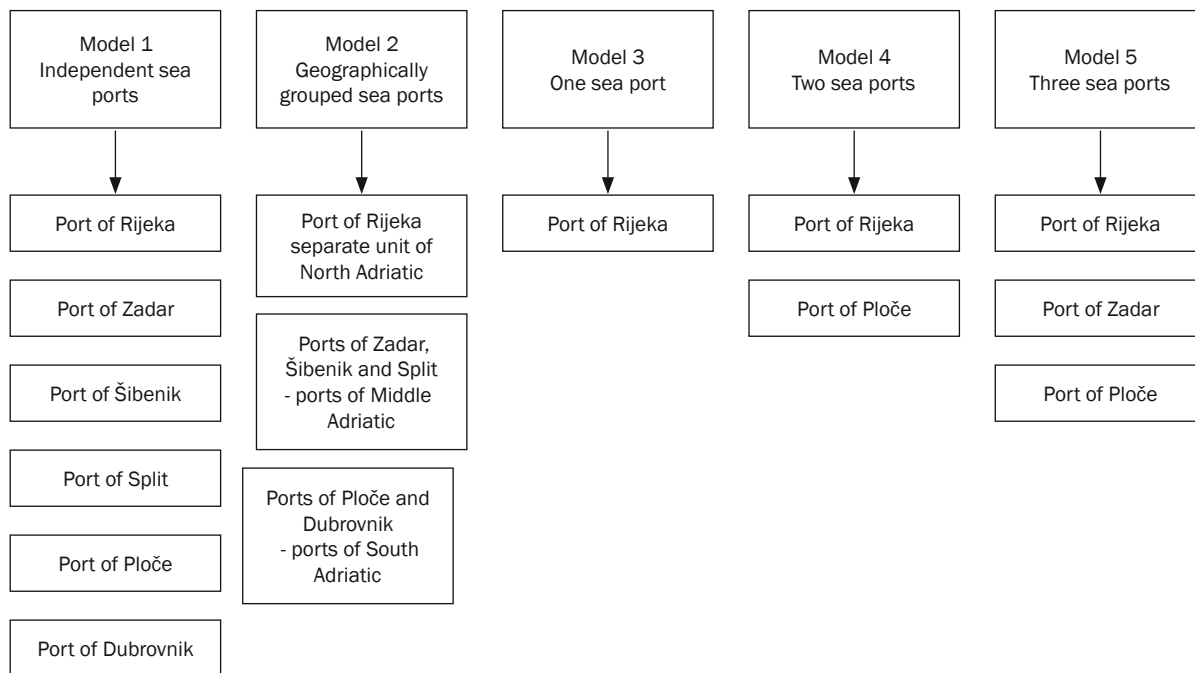 Model 1
Independent sea
ports
Model 2
Geographically
grouped sea ports
Model 3
One sea port
Model 4
Two sea ports
Model 5
Three sea ports
Port of Rijeka
Port of Zadar
Port of Šibenik
Port of Split
Port of Ploče
Port of Dubrovnik
Port of Rijeka
separate unit of
North Adriatic
Ports of Zadar,
Šibenik and Split
- ports of Middle
Adriatic
Ports of Ploče and
Dubrovnik
- ports of South
Adriatic
Port of Rijeka
Port of Rijeka
Port of Ploče
Port of Rijeka
Port of Zadar
Port of Ploče